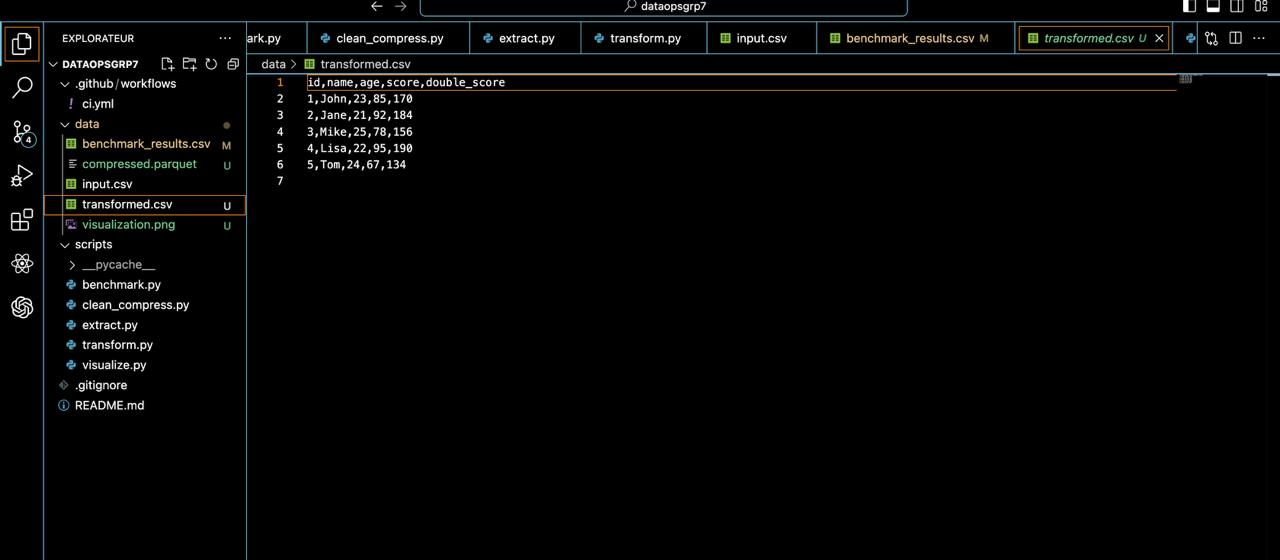 dataopsgrp7
EXPLORATEUR
DATAOPSGRP7
.github/workflows
! ci.yml
data
benchmark_results.csv M
compressed.parquet U
input.csv
transformed.csv U
visualization.png U
scripts
__pycache__
benchmark.py
clean_compress.py
extract.py
transform.py
visualize.py
.gitignore
README.md
4
ark.py clean_compress.py extract.py transform.py input.csv benchmark_results.csv M transformed.csv U
data > transformed.csv
1 id,name,age,score,double_score
2 1,John,23,85,170
3 2,Jane,21,92,184
4 3,Mike,25,78,156
5 4,Lisa,22,95,190
6 5,Tom,24,67,134
7